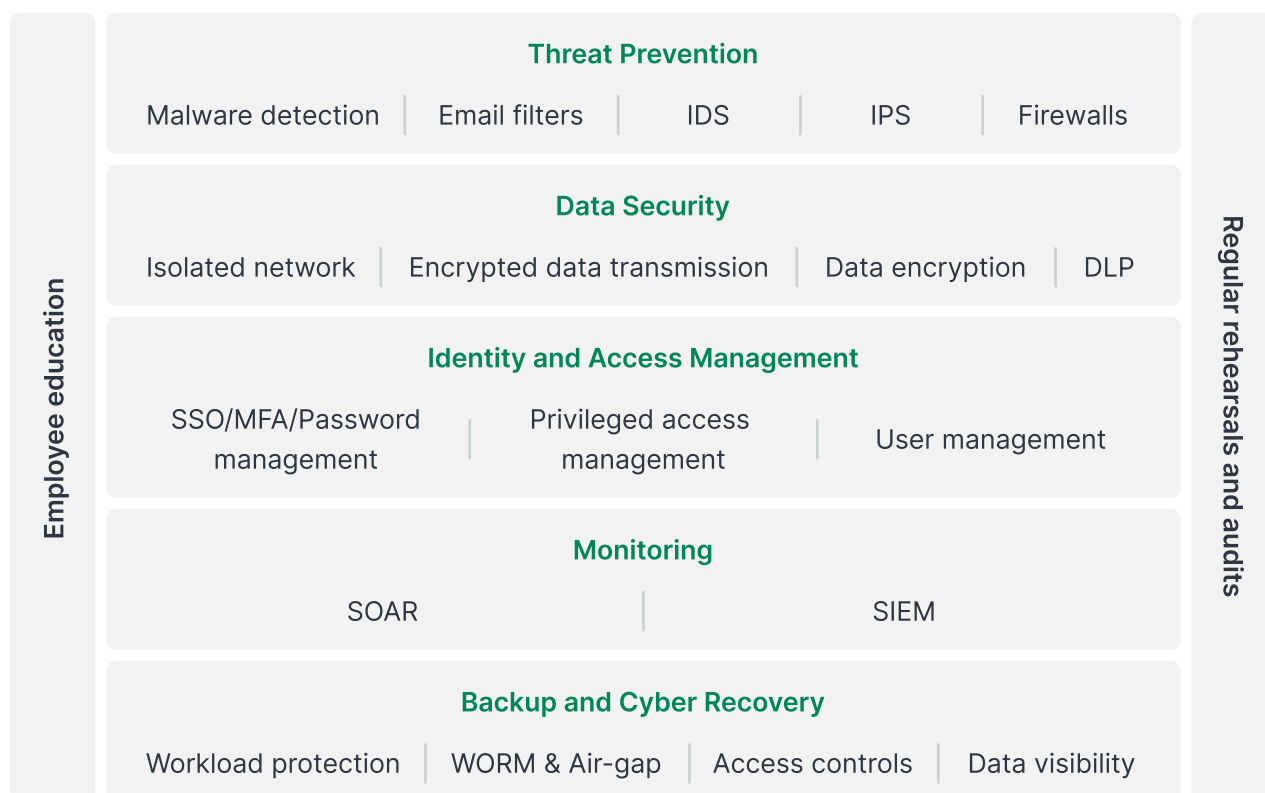 Employee education
Threat Prevention
Malware detection
Email filters
IDS
IPS
Firewalls
Data Security
Isolated network
Encrypted data transmission
Data encryption
DLP
Identity and Access Management
SSO/MFA/Password
management
Privileged access
management
User management
Monitoring
SOAR
SIEM
Backup and Cyber Recovery
Workload protection
WORM & Air-gap
Access controls
Data visibility
Regular rehearsals and audits